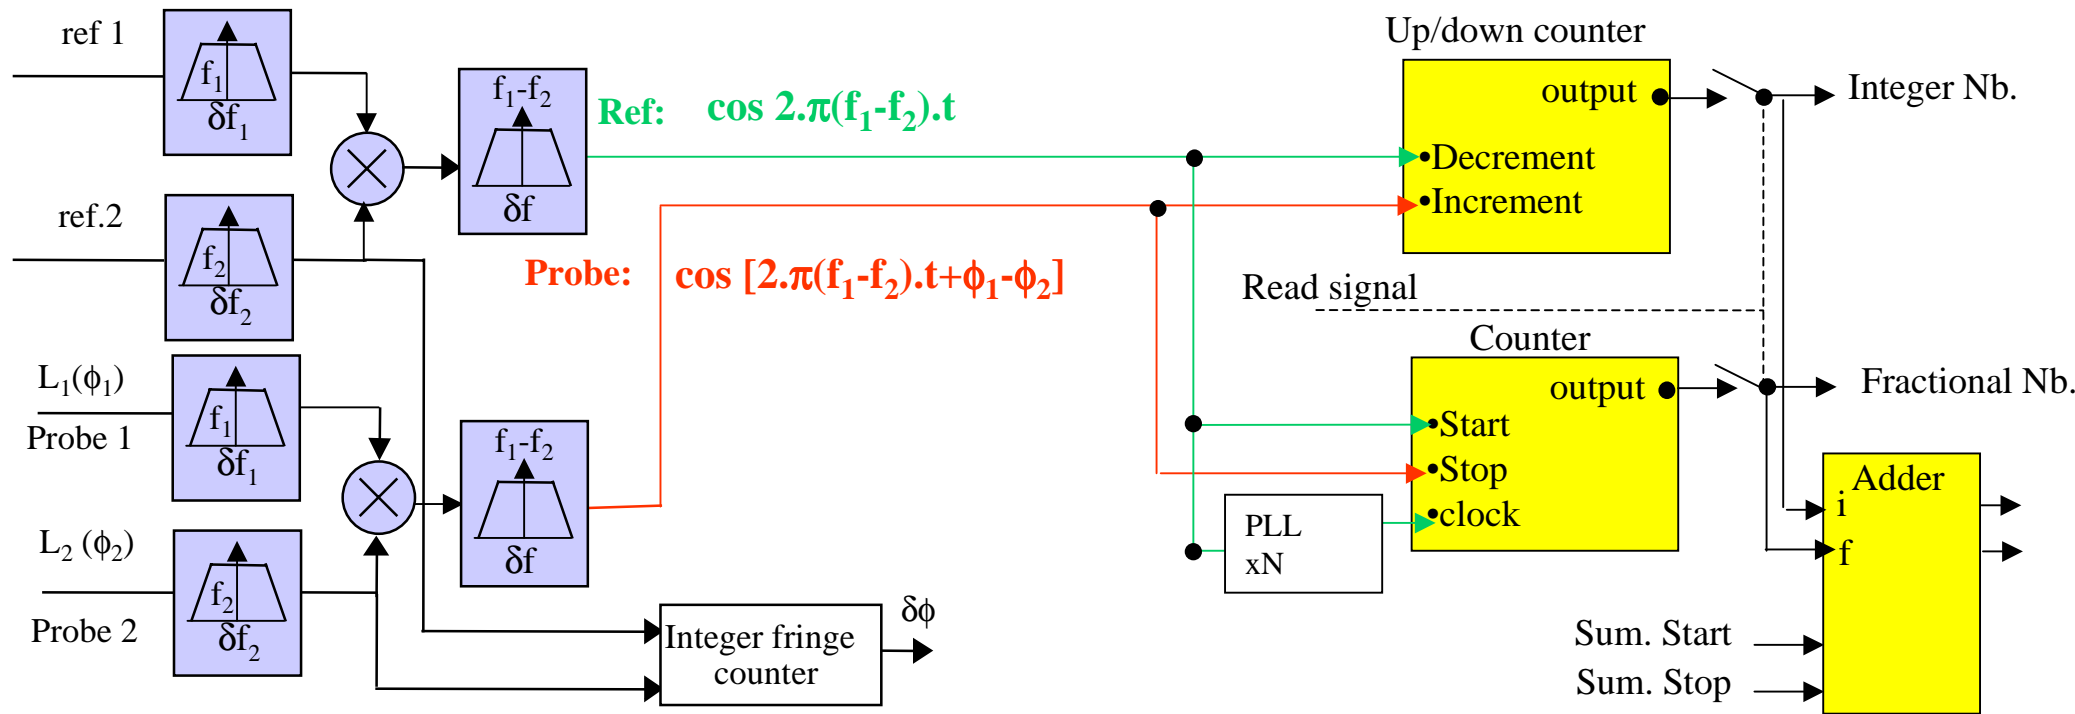 ref 1
f₁
δf₁
f₁-f₂
δf
Ref: cos 2.π(f₁-f₂).t
ref.2
f₂
δf₂
Probe: cos [2.π(f₁-f₂).t+ϕ₁-ϕ₂]
L₁(ϕ₁)
Probe 1
f₁
δf₁
f₁-f₂
δf
L₂ (ϕ₂)
Probe 2
f₂
δf₂
Integer fringe
counter
δϕ
Up/down counter
output
Decrement
Increment
Integer Nb.
Read signal
Counter
output
Start
Stop
clock
Fractional Nb.
PLL
xN
Adder
i
f
Sum. Start
Sum. Stop